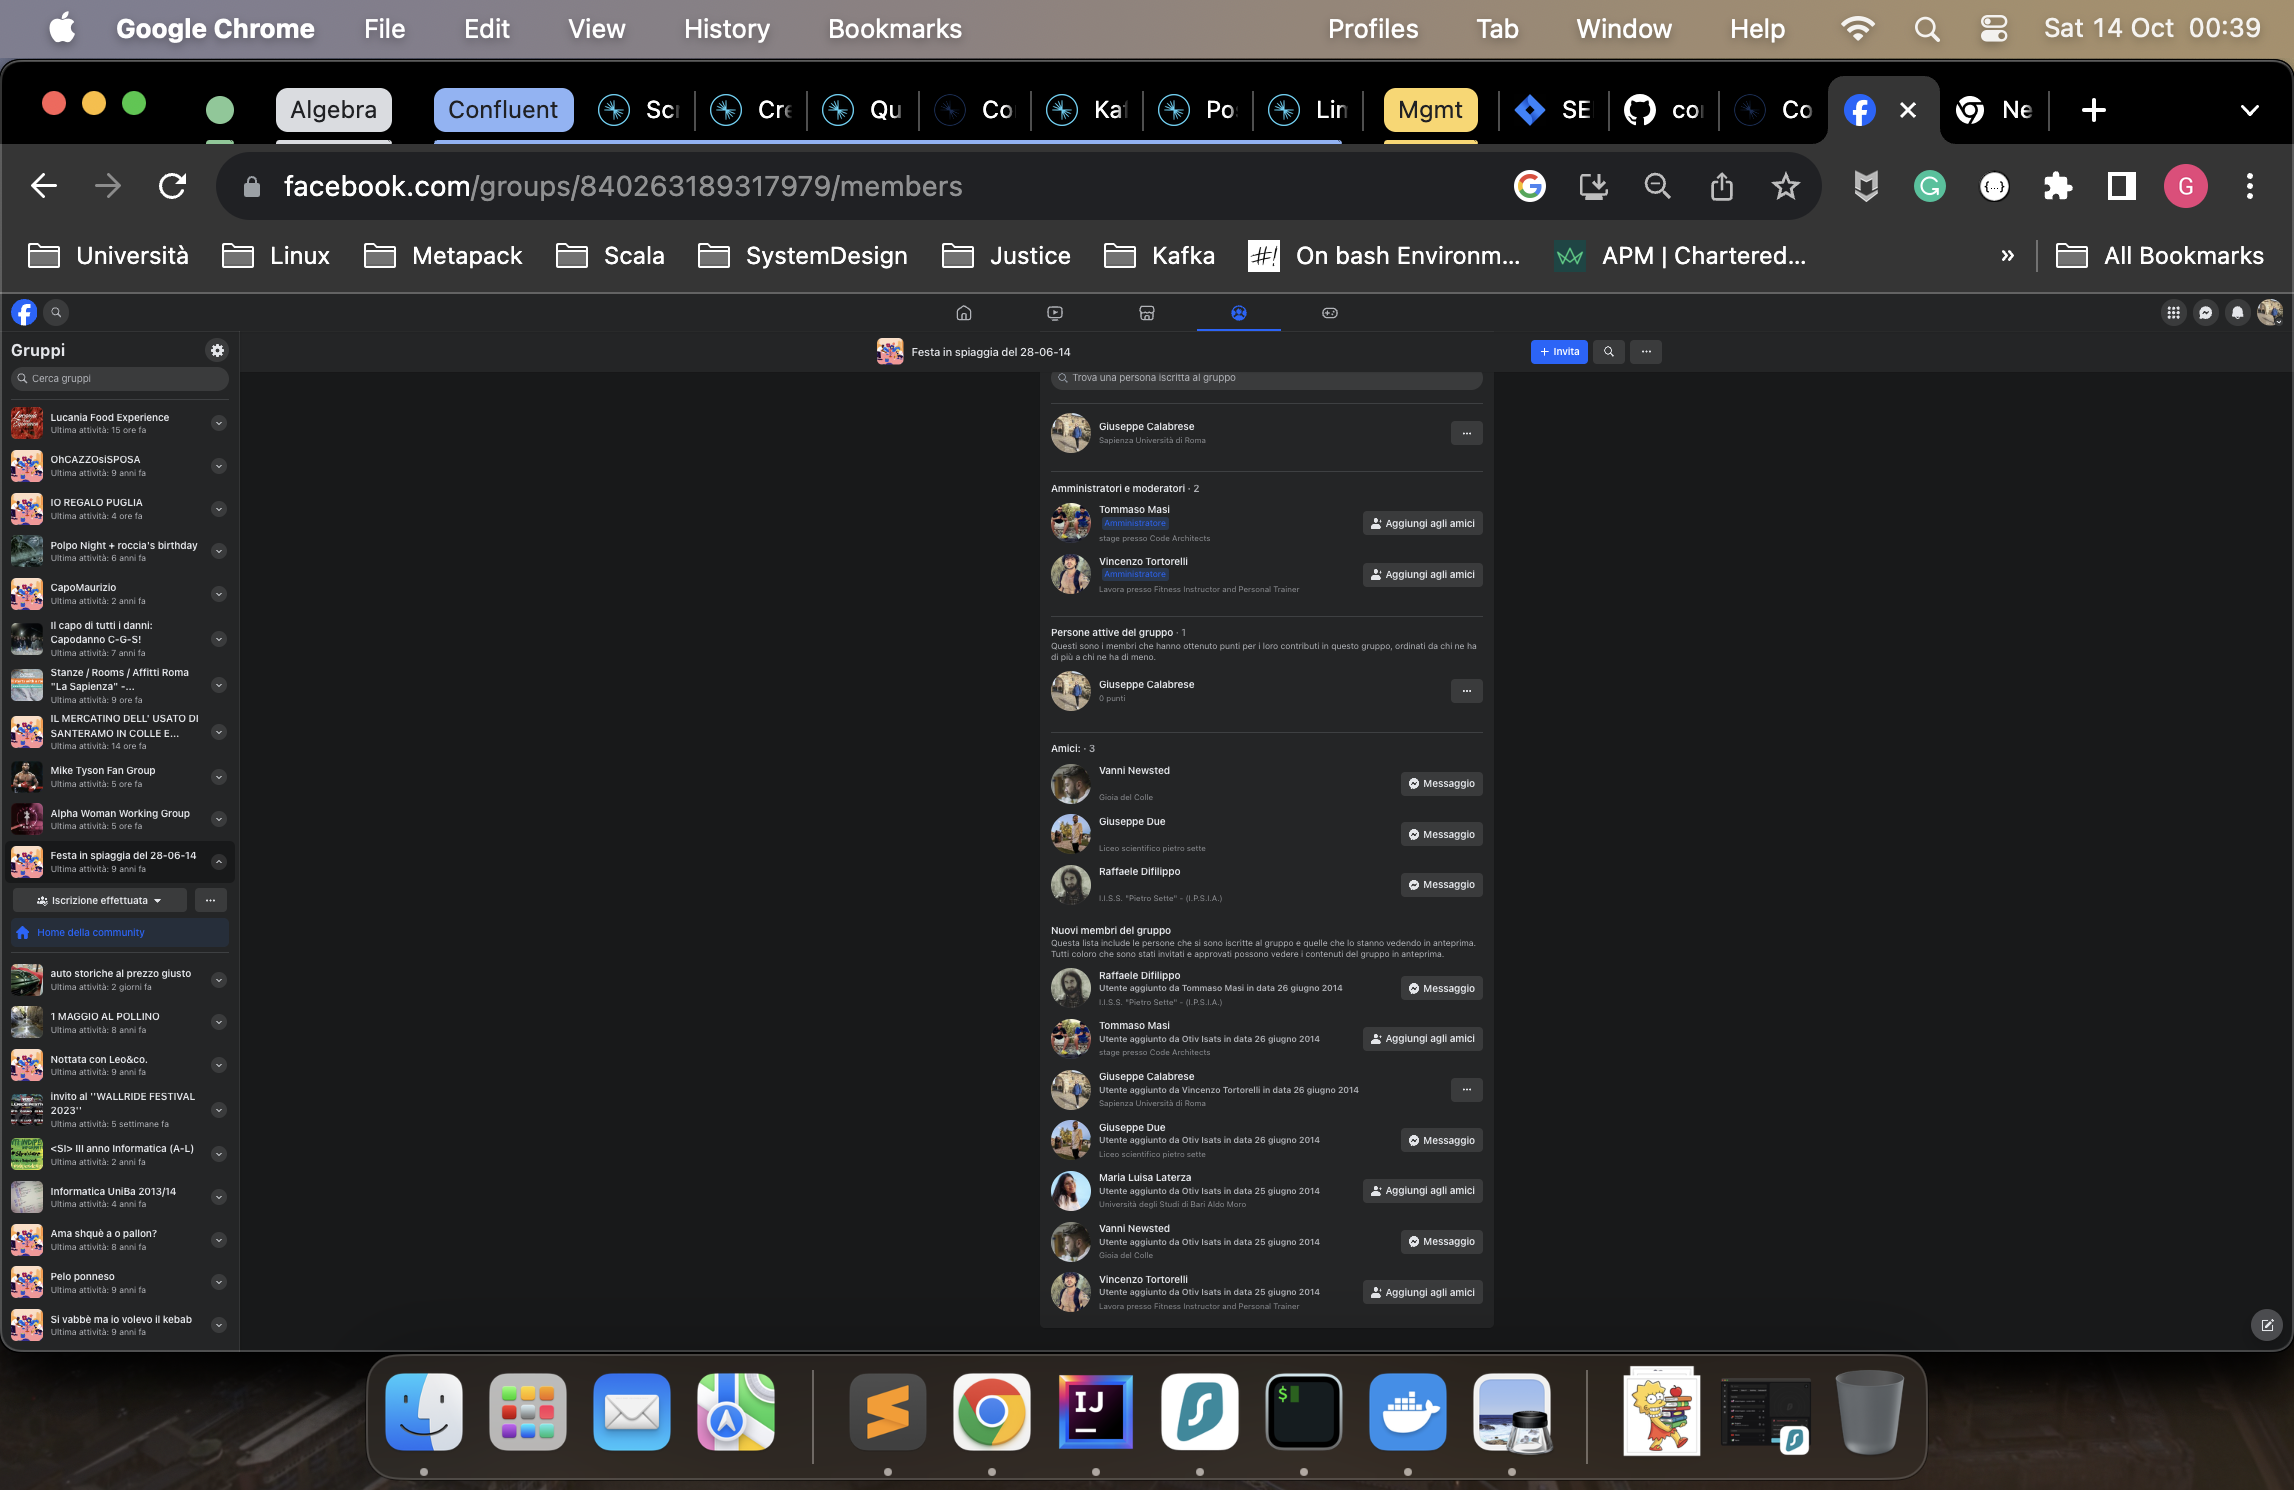 Google Chrome File Edit View History Bookmarks Profiles Tab Window Help Sat 14 Oct 00:39
Algebra Confluent Sc Cre Qu Co Ka Po Lin Mgmt SE co Co Ne
facebook.com/groups/840263189317979/members
G
Università Linux Metapack Scala SystemDesign Justice Kafka On bash Environm... APM | Chartered... » All Bookmarks
Gruppi
Cerca gruppi
Lucania Food Experience
Ultima attività: 15 ore fa
OhCAZZOsiSPOSA
Ultima attività: 9 anni fa
IO REGALO PUGLIA
Ultima attività: 4 ore fa
Polpo Night + roccia's birthday
Ultima attività: 6 anni fa
CapoMaurizio
Ultima attività: 2 anni fa
Il capo di tutti i danni:
Capodanno C-G-S!
Ultima attività: 7 anni fa
Stanze / Rooms / Affitti Roma
"La Sapienza" -...
Ultima attività: 9 ore fa
IL MERCATINO DELL' USATO DI
SANTERAMO IN COLLE E...
Ultima attività: 14 ore fa
Mike Tyson Fan Group
Ultima attività: 5 ore fa
Alpha Woman Working Group
Ultima attività: 5 ore fa
Festa in spiaggia del 28-06-14
Ultima attività: 9 anni fa
Iscrizione effettuata
Home della community
auto storiche al prezzo giusto
Ultima attività: 2 giorni fa
1 MAGGIO AL POLLINO
Ultima attività: 8 anni fa
Nottata con Leo&co.
Ultima attività: 9 anni fa
invito al ''WALLRIDE FESTIVAL
2023''
Ultima attività: 5 settimane fa
<SI> III anno Informatica (A-L)
Ultima attività: 2 anni fa
Informatica UniBa 2013/14
Ultima attività: 4 anni fa
Ama shquè a o pallon?
Ultima attività: 8 anni fa
Pelo ponneso
Ultima attività: 9 anni fa
Si vabbè ma io volevo il kebab
Ultima attività: 9 anni fa
Festa in spiaggia del 28-06-14
+ Invita
Trova una persona iscritta al gruppo
Giuseppe Calabrese
Sapienza Università di Roma
Amministratori e moderatori · 2
Tommaso Masi
Amministratore
stage presso Code Architects
Aggiungi agli amici
Vincenzo Tortorelli
Amministratore
Lavora presso Fitness Instructor and Personal Trainer
Aggiungi agli amici
Persone attive del gruppo · 1
Questi sono i membri che hanno ottenuto punti per i loro contributi in questo gruppo, ordinati da chi ne ha
di più a chi ne ha di meno.
Giuseppe Calabrese
0 punti
Amici: · 3
Vanni Newsted
Gioia del Colle
Messaggio
Giuseppe Due
Liceo scientifico pietro sette
Messaggio
Raffaele Difilippo
I.I.S.S. "Pietro Sette" - (I.P.S.I.A.)
Messaggio
Nuovi membri del gruppo
Questa lista include le persone che si sono iscritte al gruppo e quelle che lo stanno vedendo in anteprima.
Tutti coloro che sono stati invitati e approvati possono vedere i contenuti del gruppo in anteprima.
Raffaele Difilippo
Utente aggiunto da Tommaso Masi in data 26 giugno 2014
I.I.S.S. "Pietro Sette" - (I.P.S.I.A.)
Messaggio
Tommaso Masi
Utente aggiunto da Otiv Isats in data 26 giugno 2014
stage presso Code Architects
Aggiungi agli amici
Giuseppe Calabrese
Utente aggiunto da Vincenzo Tortorelli in data 26 giugno 2014
Sapienza Università di Roma
Giuseppe Due
Utente aggiunto da Otiv Isats in data 26 giugno 2014
Liceo scientifico pietro sette
Messaggio
Maria Luisa Laterza
Utente aggiunto da Otiv Isats in data 25 giugno 2014
Università degli Studi di Bari Aldo Moro
Aggiungi agli amici
Vanni Newsted
Utente aggiunto da Otiv Isats in data 25 giugno 2014
Gioia del Colle
Messaggio
Vincenzo Tortorelli
Utente aggiunto da Otiv Isats in data 25 giugno 2014
Lavora presso Fitness Instructor and Personal Trainer
Aggiungi agli amici
IJ
$